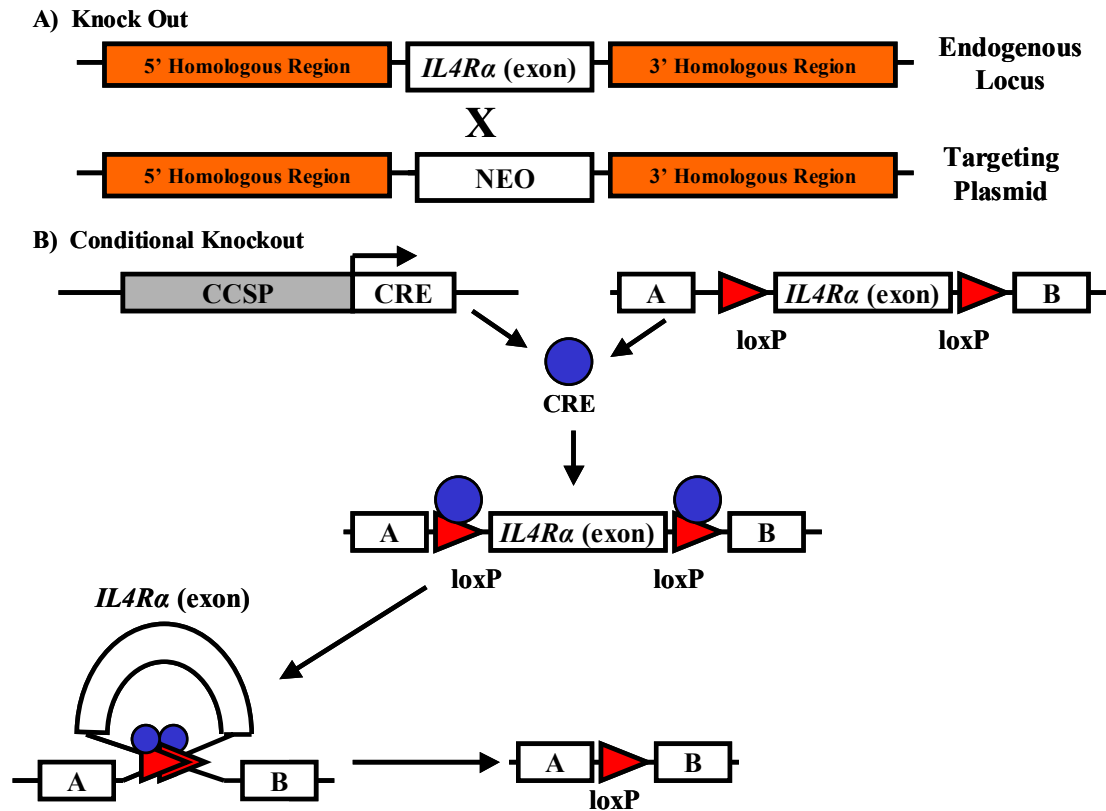 A) Knock Out
5’ Homologous Region IL4Rα (exon) 3’ Homologous Region
Endogenous
Locus
X
5’ Homologous Region NEO 3’ Homologous Region
Targeting
Plasmid
B) Conditional Knockout
CCSP CRE
A IL4Rα (exon) B
loxP loxP
CRE
A IL4Rα (exon) B
loxP loxP
IL4Rα (exon)
A B
A B
loxP